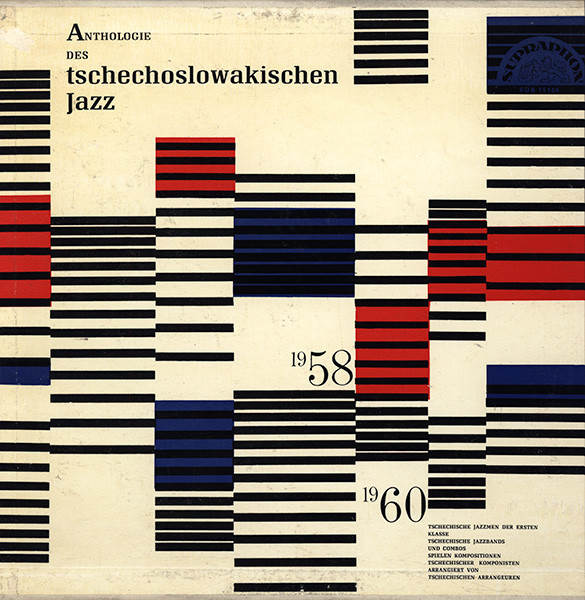 ANTHOLOGIE
DES
tschechoslowakischen
Jazz
SUPRAPHON
1958
1960
TSCHECHISCHE JAZZMEN DER ERSTEN
KLASSE
TSCHECHISCHE JAZZBANDS
UND COMBOS
SPIELEN KOMPOSITIONEN
TSCHECHISCHER KOMPONISTEN
ARRANGIERT VON
TSCHECHISCHEN ARRANGEUREN